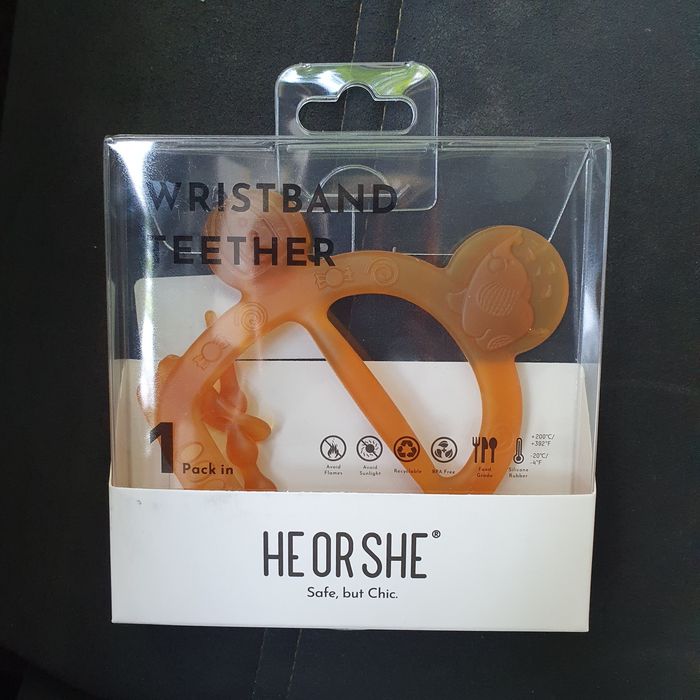 WRISTBAND
TEETHER
1 Pack in
Avoid
Flames
Avoid
Sunlight
Recyclable
BPA Free
Food
Grade
Silicone
Rubber
+200°C/
+392°F
-20°C/
-4°F
HE OR SHE®
Safe, but Chic.